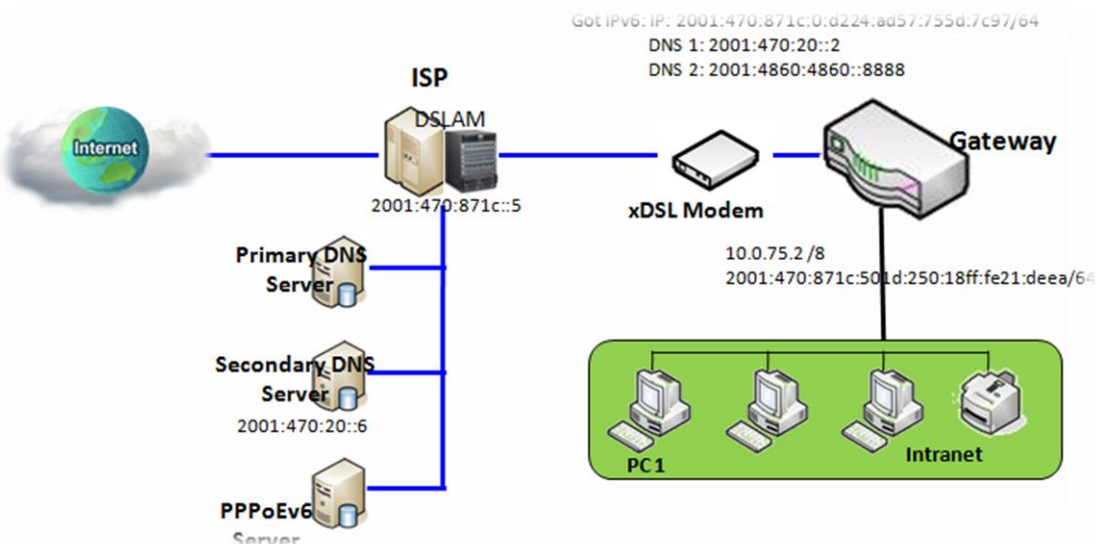 Got IPv6: IP: 2001:470:871c:0:d224:ad57:755d:7c97/64
DNS 1: 2001:470:20::2
DNS 2: 2001:4860:4860::8888
ISP
DSLAM
Internet
Gateway
2001:470:871c::5
xDSL Modem
Primary DNS
Server
10.0.75.2 /8
2001:470:871c:501d:250:18ff:fe21:deea/64
Secondary DNS
Server
2001:470:20::6
PC1
Intranet
PPPoEv6
Server